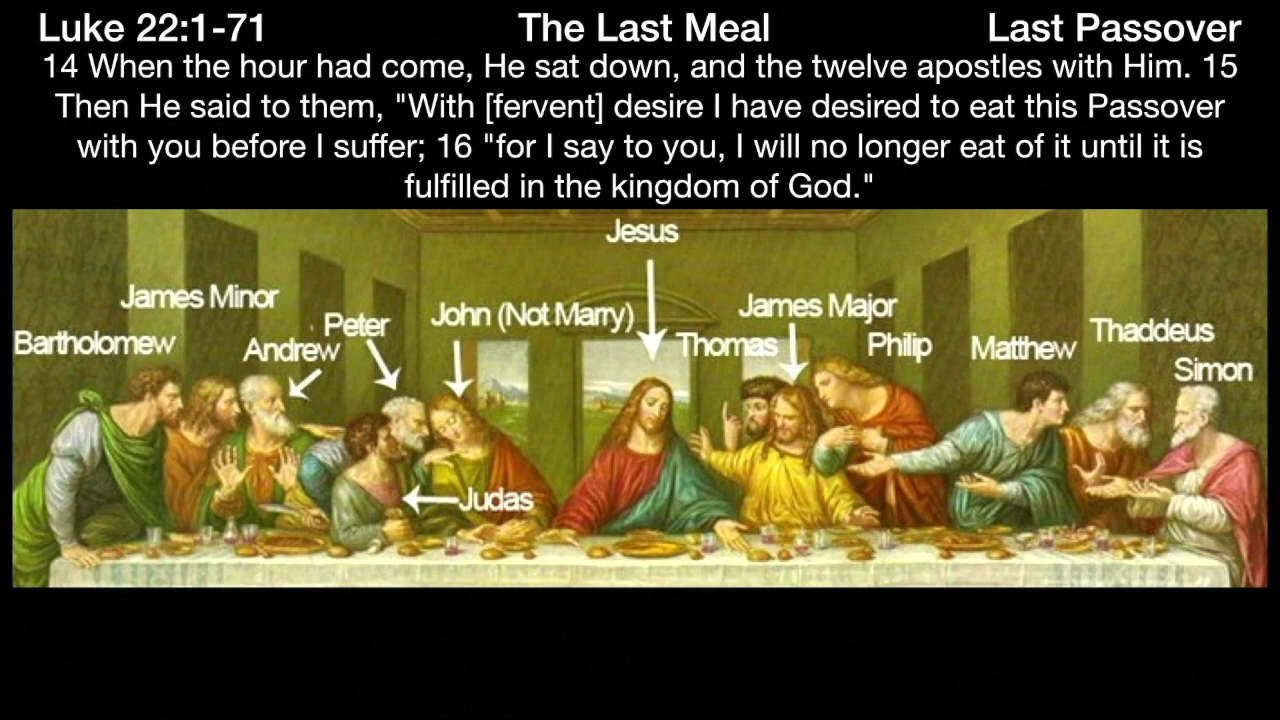 Luke 22:1-71 The Last Meal Last Passover
14 When the hour had come, He sat down, and the twelve apostles with Him. 15
Then He said to them, "With [fervent] desire I have desired to eat this Passover
with you before I suffer; 16 "for I say to you, I will no longer eat of it until it is
fulfilled in the kingdom of God."
Jesus
James Minor
John (Not Marry)
James Major
Peter
Thaddeus
Bartholomew
Andrew
Thomas
Philip
Matthew
Simon
Judas